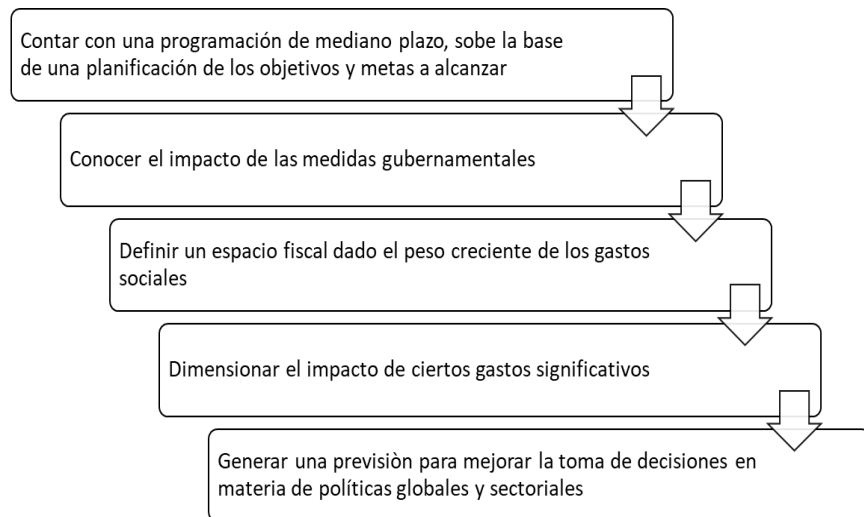 Contar con una programación de mediano plazo, sobe la base
de una planificación de los objetivos y metas a alcanzar
Conocer el impacto de las medidas gubernamentales
Definir un espacio fiscal dado el peso creciente de los gastos
sociales
Dimensionar el impacto de ciertos gastos significativos
Generar una previsiòn para mejorar la toma de decisiones en
materia de políticas globales y sectoriales